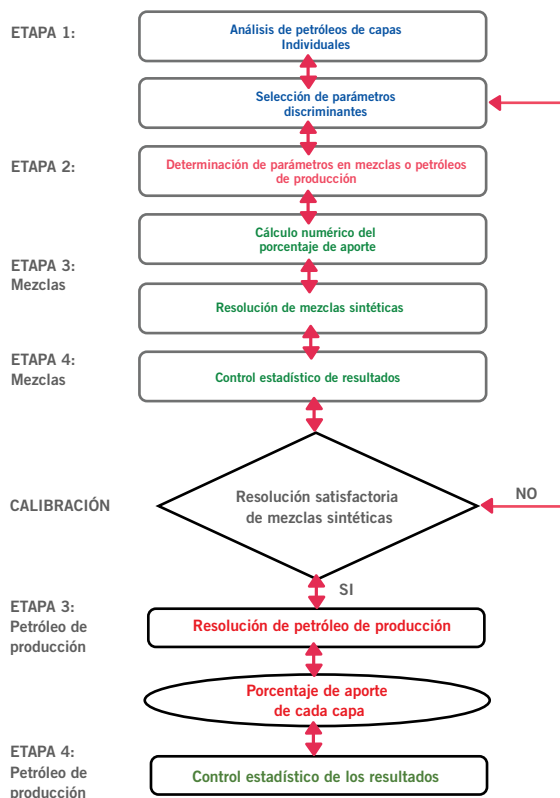 ETAPA 1:
Análisis de petróleos de capas
Individuales
Selección de parámetros
discriminantes
ETAPA 2:
Determinación de parámetros en mezclas o petróleos
de producción
Cálculo numérico del
porcentaje de aporte
ETAPA 3:
Mezclas
Resolución de mezclas sintéticas
ETAPA 4:
Mezclas
Control estadístico de resultados
CALIBRACIÓN
Resolución satisfactoria
de mezclas sintéticas
NO
SI
ETAPA 3:
Petróleo de
producción
Resolución de petróleo de producción
Porcentaje de aporte
de cada capa
ETAPA 4:
Petróleo de
producción
Control estadístico de los resultados